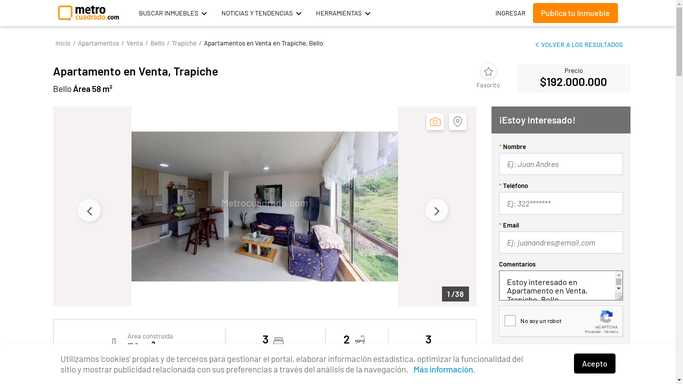 metro
cuadrado.com
BUSCAR INMUEBLES
NOTICIAS Y TENDENCIAS
HERRAMIENTAS
INGRESAR
Publica tu Inmueble
Inicio / Apartamentos / Venta / Bello / Trapiche / Apartamentos en Venta en Trapiche, Bello
VOLVER A LOS RESULTADOS
Apartamento en Venta, Trapiche
Bello Área 58 m²
Favorito
Precio
$192.000.000
Metrocuadrado.com
1 / 38
¡Estoy Interesado!
* Nombre
Ej: Juan Andres
* Teléfono
Ej: 322*******
* Email
Ej: juanandres@email.com
Comentarios
Estoy interesado en
Apartamento en Venta,
Trapiche, Bello
No soy un robot
reCAPTCHA
Privacidad - Términos
Área construida
3
2
3
Utilizamos 'cookies' propias y de terceros para gestionar el portal, elaborar información estadística, optimizar la funcionalidad del
sitio y mostrar publicidad relacionada con sus preferencias a través del análisis de la navegación. Más información.
Acepto